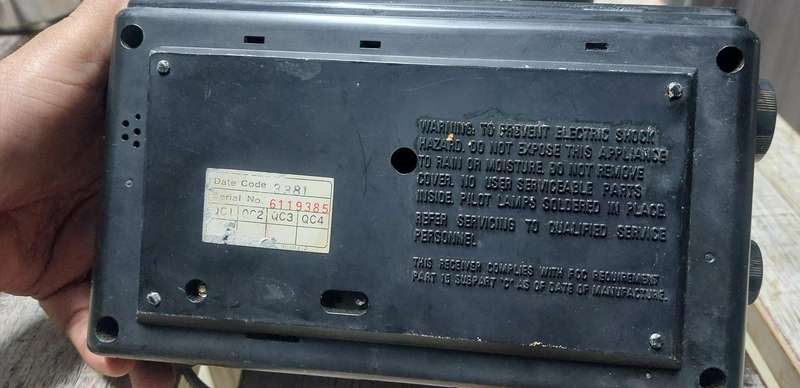 Date Code 3381
Serial No. 6119385
QC1 QC2 QC3 QC4
WARNING: TO PREVENT ELECTRIC SHOCK
HAZARD, DO NOT EXPOSE THIS APPLIANCE
TO RAIN OR MOISTURE. DO NOT REMOVE
COVER. NO USER SERVICEABLE PARTS
INSIDE PILOT LAMPS SOLDERED IN PLACE.
REFER SERVICING TO QUALIFIED SERVICE
PERSONNEL.
THIS RECEIVER COMPLIES WITH FCC REQUIREMENT
PART 15 SUBPART "C" AS OF DATE OF MANUFACTURE.